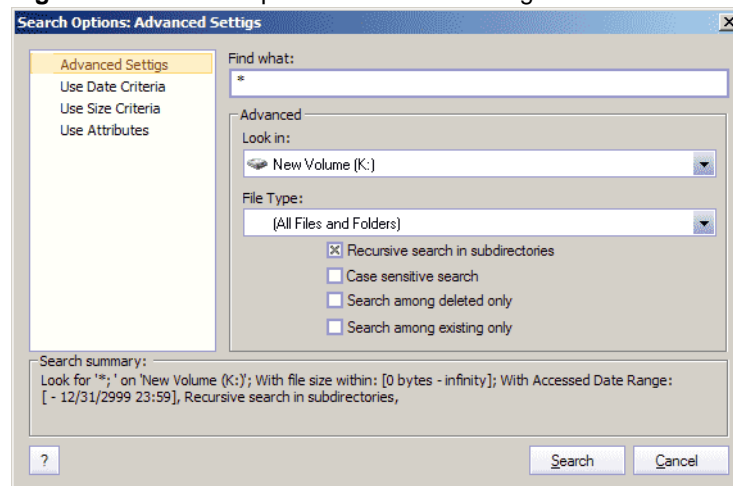 Search Options: Advanced Settigs
Advanced Settigs
Use Date Criteria
Use Size Criteria
Use Attributes
Find what:
*
Advanced
Look in:
New Volume (K:)
File Type:
(All Files and Folders)
Recursive search in subdirectories
Case sensitive search
Search among deleted only
Search among existing only
Search summary:
Look for '*; ' on 'New Volume (K:)'; With file size within: [0 bytes - infinity]; With Accessed Date Range:
[ - 12/31/2999 23:59], Recursive search in subdirectories,
?
Search
Cancel